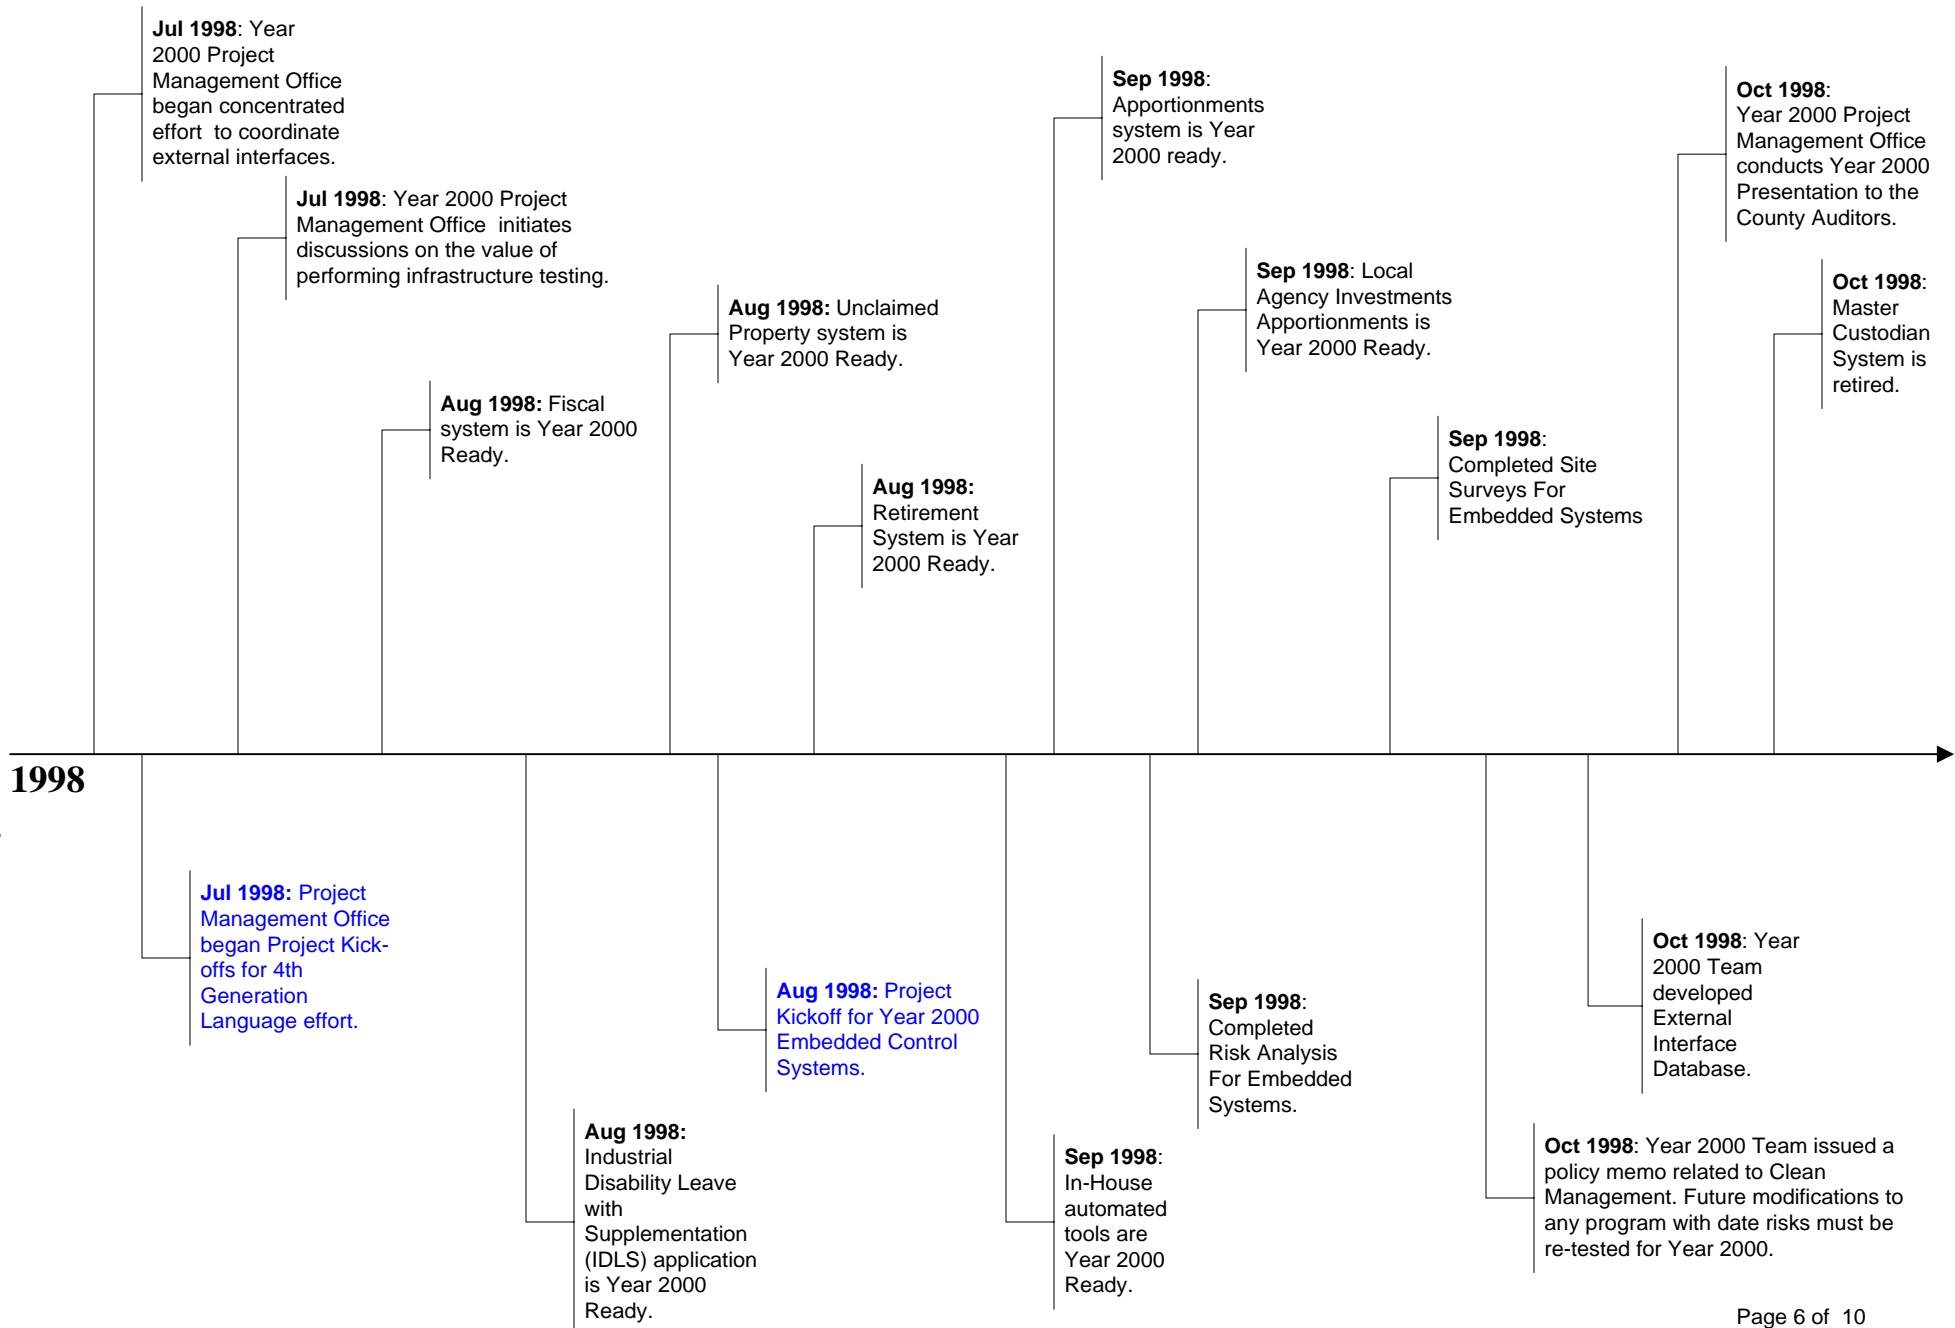 Jul 1998: Year
2000 Project
Management Office
began concentrated
effort  to coordinate
external interfaces.
Jul 1998: Year 2000 Project
Management Office  initiates
discussions on the value of
performing infrastructure testing.
Aug 1998: Fiscal
system is Year 2000
Ready.
Aug 1998: Unclaimed
Property system is
Year 2000 Ready.
Aug 1998:
Retirement
System is Year
2000 Ready.
Sep 1998:
Apportionments
system is Year
2000 ready.
Sep 1998: Local
Agency Investments
Apportionments is
Year 2000 Ready.
Sep 1998:
Completed Site
Surveys For
Embedded Systems
Oct 1998:
Year 2000 Project
Management Office
conducts Year 2000
Presentation to the
County Auditors.
Oct 1998:
Master
Custodian
System is
retired.
1998
Jul 1998: Project
Management Office
began Project Kick-
offs for 4th
Generation
Language effort.
Aug 1998:
Industrial
Disability Leave
with
Supplementation
(IDLS) application
is Year 2000
Ready.
Aug 1998: Project
Kickoff for Year 2000
Embedded Control
Systems.
Sep 1998:
In-House
automated
tools are
Year 2000
Ready.
Sep 1998:
Completed
Risk Analysis
For Embedded
Systems.
Oct 1998: Year 2000 Team issued a
policy memo related to Clean
Management. Future modifications to
any program with date risks must be
re-tested for Year 2000.
Oct 1998: Year
2000 Team
developed
External
Interface
Database.
Page 6 of  10